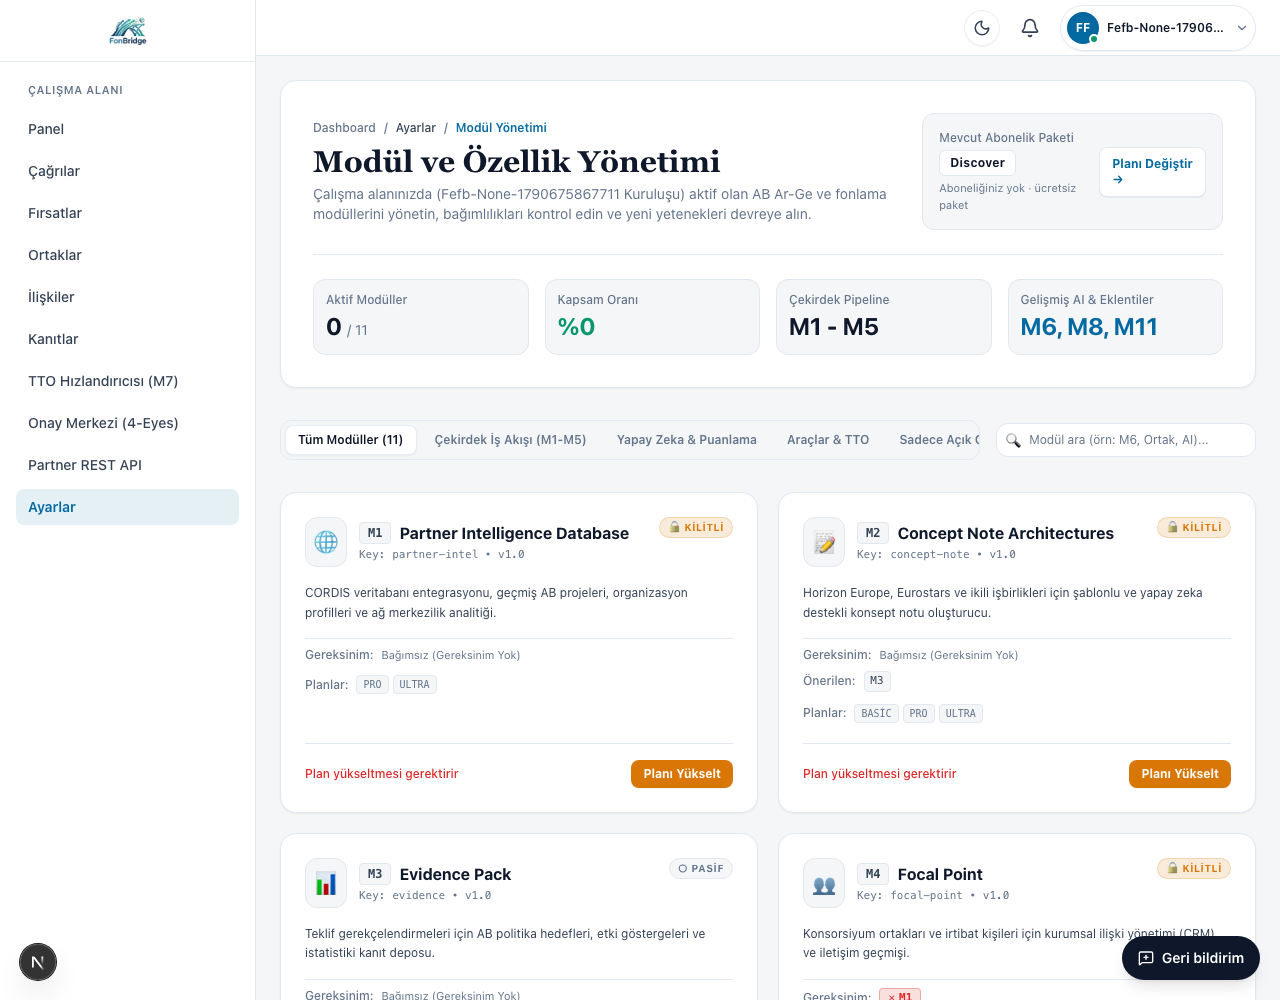 FonBridge
FF
Fefb-None-17906...
ÇALIŞMA ALANI
Panel
Çağrılar
Fırsatlar
Ortaklar
İlişkiler
Kanıtlar
TTO Hızlandırıcısı (M7)
Onay Merkezi (4-Eyes)
Partner REST API
Ayarlar
Dashboard / Ayarlar / Modül Yönetimi
Modül ve Özellik Yönetimi
Çalışma alanınızda (Fefb-None-1790675867711 Kuruluşu) aktif olan AB Ar-Ge ve fonlama
modüllerini yönetin, bağımlılıkları kontrol edin ve yeni yetenekleri devreye alın.
Mevcut Abonelik Paketi
Discover
Aboneliğiniz yok · ücretsiz
paket
Planı Değiştir
→
Aktif Modüller
0 / 11
Kapsam Oranı
%0
Çekirdek Pipeline
M1 - M5
Gelişmiş AI & Eklentiler
M6, M8, M11
Tüm Modüller (11)
Çekirdek İş Akışı (M1-M5)
Yapay Zeka & Puanlama
Araçlar & TTO
Sadece Açık
Modül ara (örn: M6, Ortak, AI)...
M1 Partner Intelligence Database
KİLİTLİ
Key: partner-intel • v1.0
CORDIS veritabanı entegrasyonu, geçmiş AB projeleri, organizasyon
profilleri ve ağ merkezilik analitiği.
Gereksinim: Bağımsız (Gereksinim Yok)
Planlar: PRO ULTRA
Plan yükseltmesi gerektirir
Planı Yükselt
M2 Concept Note Architectures
KİLİTLİ
Key: concept-note • v1.0
Horizon Europe, Eurostars ve ikili işbirlikleri için şablonlu ve yapay zeka
destekli konsept notu oluşturucu.
Gereksinim: Bağımsız (Gereksinim Yok)
Önerilen: M3
Planlar: BASİC PRO ULTRA
Plan yükseltmesi gerektirir
Planı Yükselt
M3 Evidence Pack
PASİF
Key: evidence • v1.0
Teklif gerekçelendirmeleri için AB politika hedefleri, etki göstergeleri ve
istatistiki kanıt deposu.
Gereksinim: Bağımsız (Gereksinim Yok)
M4 Focal Point
KİLİTLİ
Key: focal-point • v1.0
Konsorsiyum ortakları ve irtibat kişileri için kurumsal ilişki yönetimi (CRM)
ve iletişim geçmişi.
Gereksinim: × M1
Geri bildirim
N